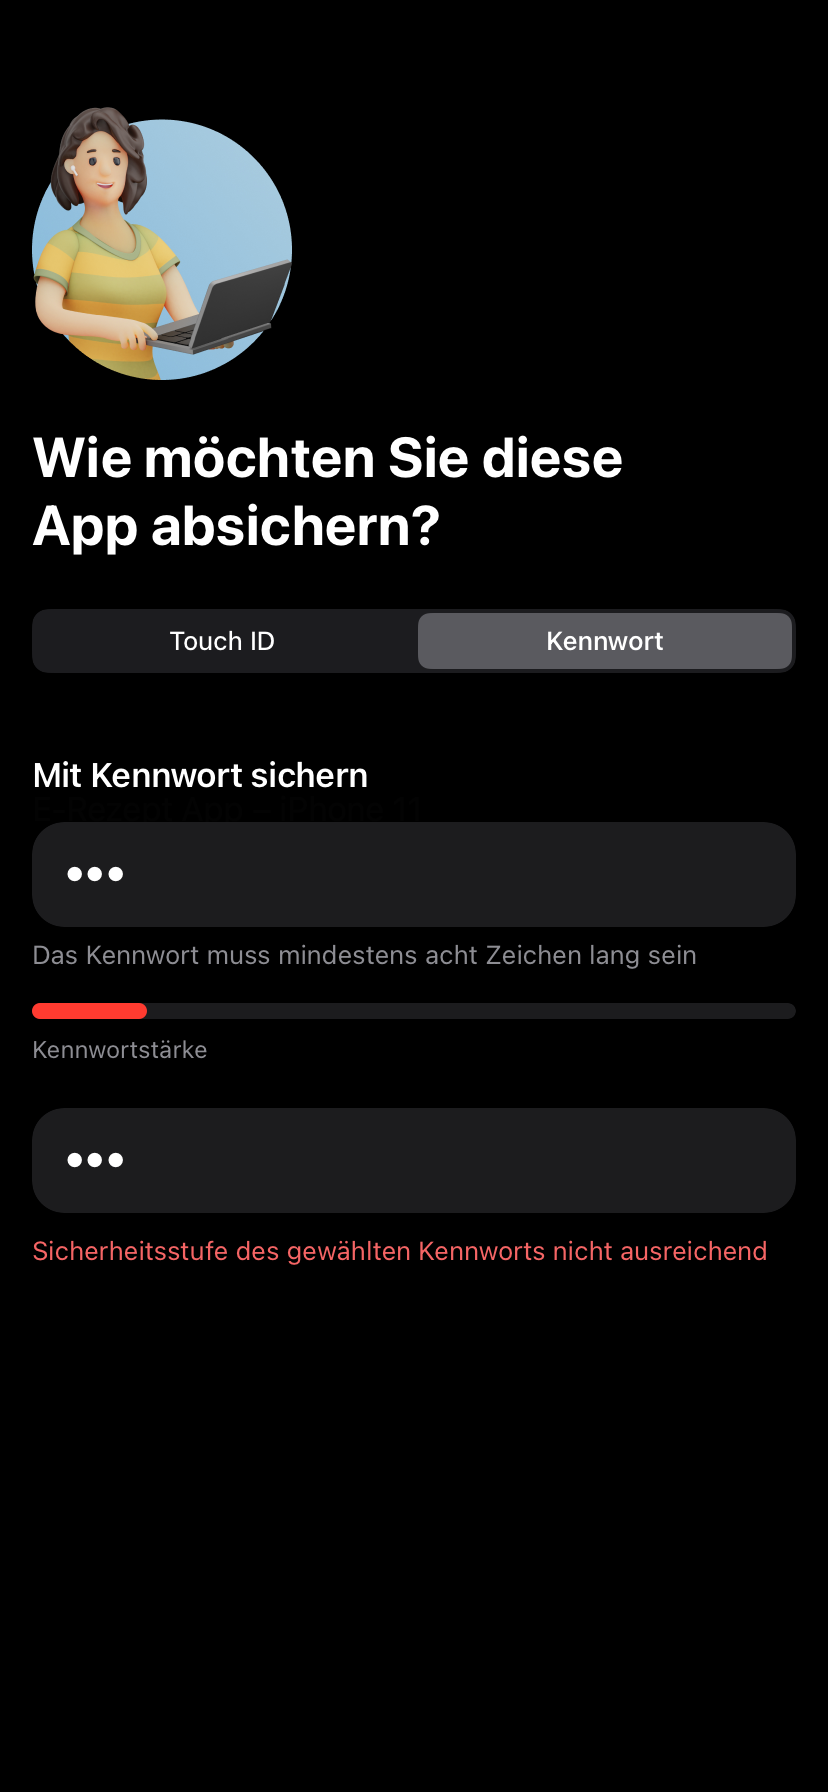 Wie möchten Sie diese
App absichern?
Touch ID
Kennwort
Mit Kennwort sichern
E-Rezept App – iPhone 11
•••
Das Kennwort muss mindestens acht Zeichen lang sein
Kennwortstärke
•••
Sicherheitsstufe des gewählten Kennworts nicht ausreichend